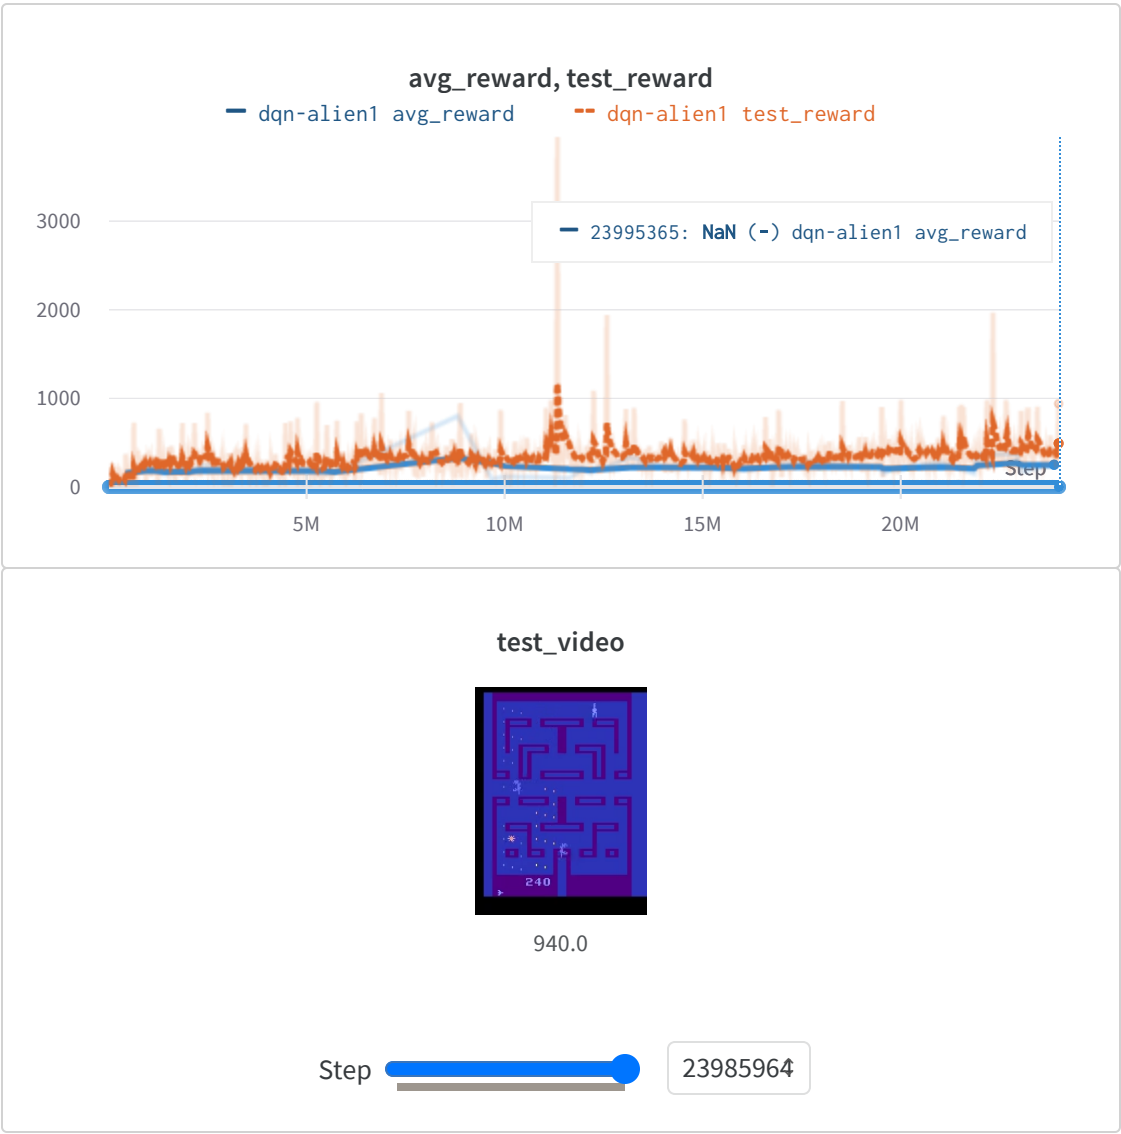 avg_reward, test_reward
dqn-alien1 avg_reward dqn-alien1 test_reward
3000
23995365: NaN (-) dqn-alien1 avg_reward
2000
1000
Step
0
5M 10M 15M 20M
test_video
240
940.0
Step 23985964